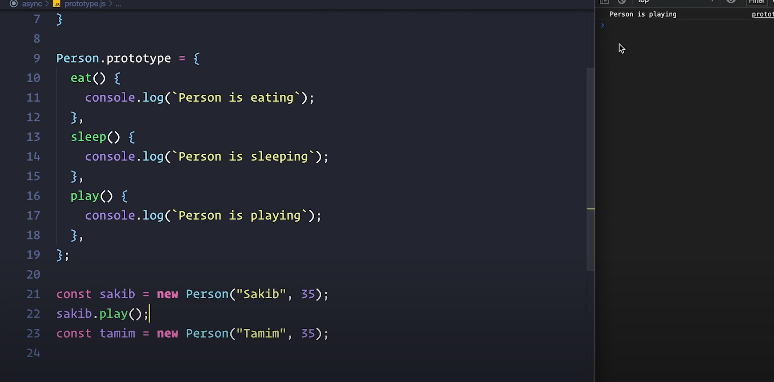 async > prototype.js > ...
7 }
8
9 Person.prototype = {
10 eat() {
11 console.log(`Person is eating`);
12 },
13 sleep() {
14 console.log(`Person is sleeping`);
15 },
16 play() {
17 console.log(`Person is playing`);
18 },
19 };
20
21 const sakib = new Person("Sakib", 35);
22 sakib.play();
23 const tamim = new Person("Tamim", 35);
24
top Filter
Person is playing protot
>